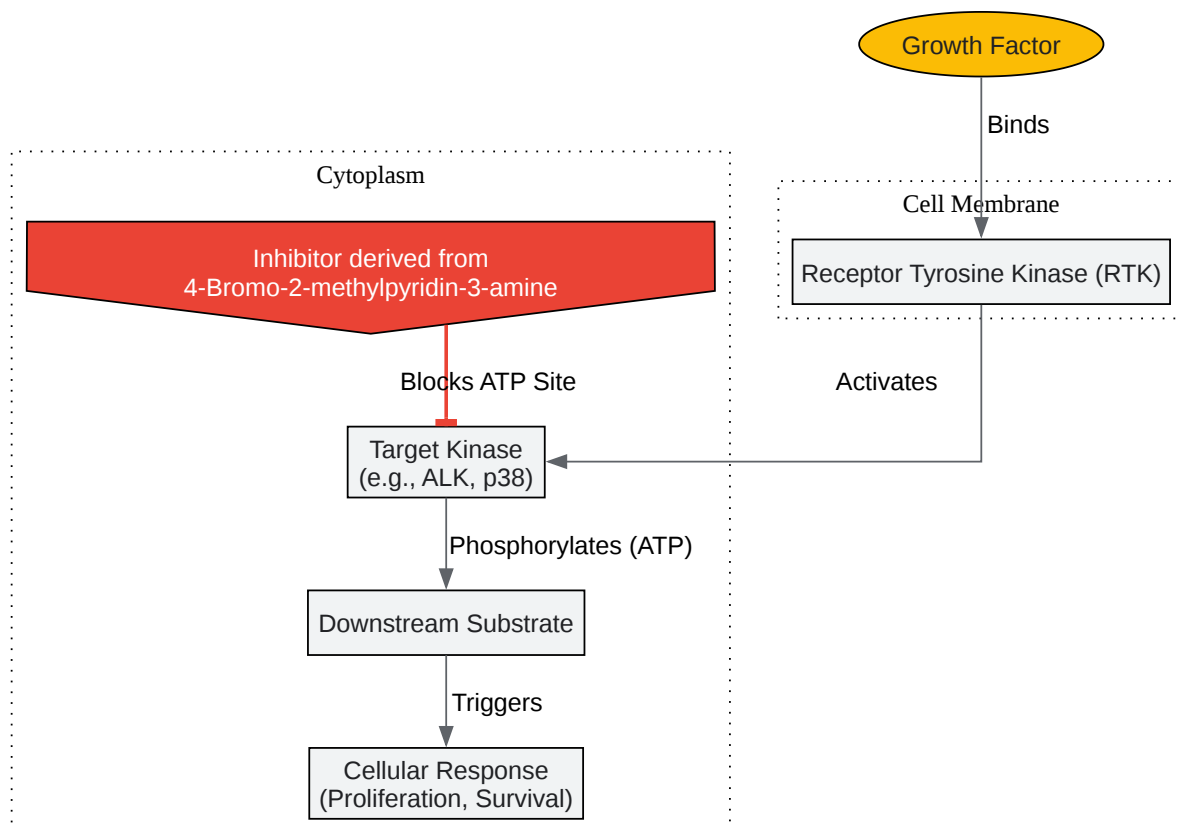 Growth Factor
Binds
Cytoplasm
Cell Membrane
Inhibitor derived from
4-Bromo-2-methylpyridin-3-amine
Receptor Tyrosine Kinase (RTK)
Blocks ATP Site
Activates
Target Kinase
(e.g., ALK, p38)
Phosphorylates (ATP)
Downstream Substrate
Triggers
Cellular Response
(Proliferation, Survival)